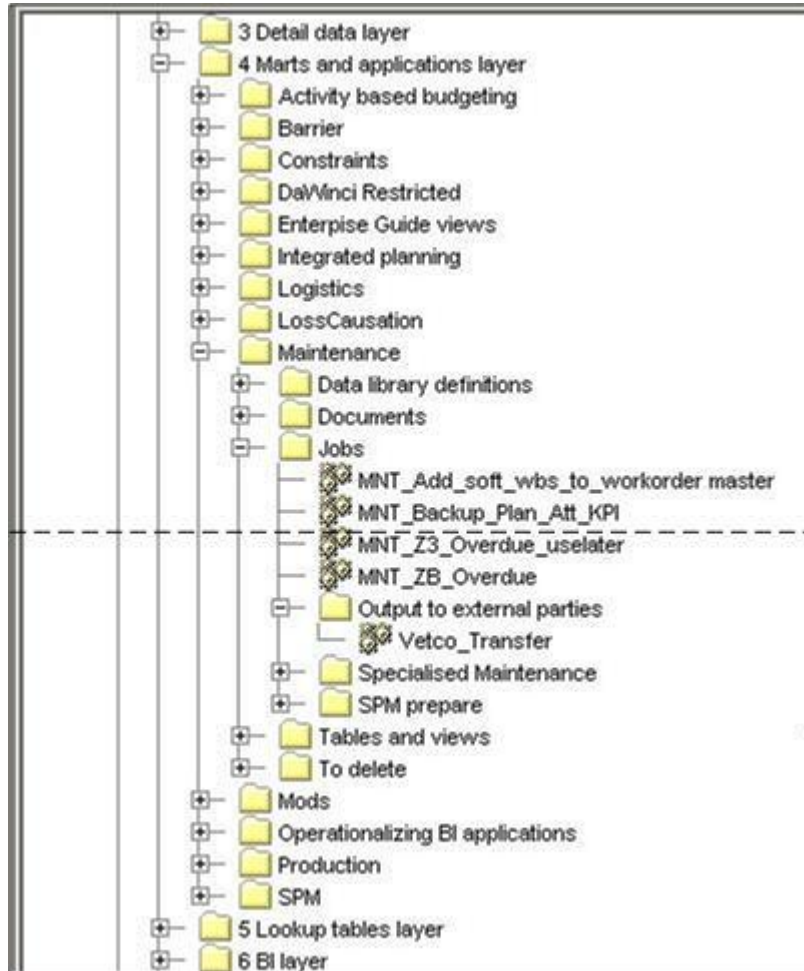 3 Detail data layer
4 Marts and applications layer
Activity based budgeting
Barrier
Constraints
DaWinci Restricted
Enterpise Guide views
Integrated planning
Logistics
LossCausation
Maintenance
Data library definitions
Documents
Jobs
MNT_Add_soft_wbs_to_workorder master
MNT_Backup_Plan_Att_KPI
MNT_Z3_Overdue_uselater
MNT_ZB_Overdue
Output to external parties
Vetco_Transfer
Specialised Maintenance
SPM prepare
Tables and views
To delete
Mods
Operationalizing BI applications
Production
SPM
5 Lookup tables layer
6 BI layer